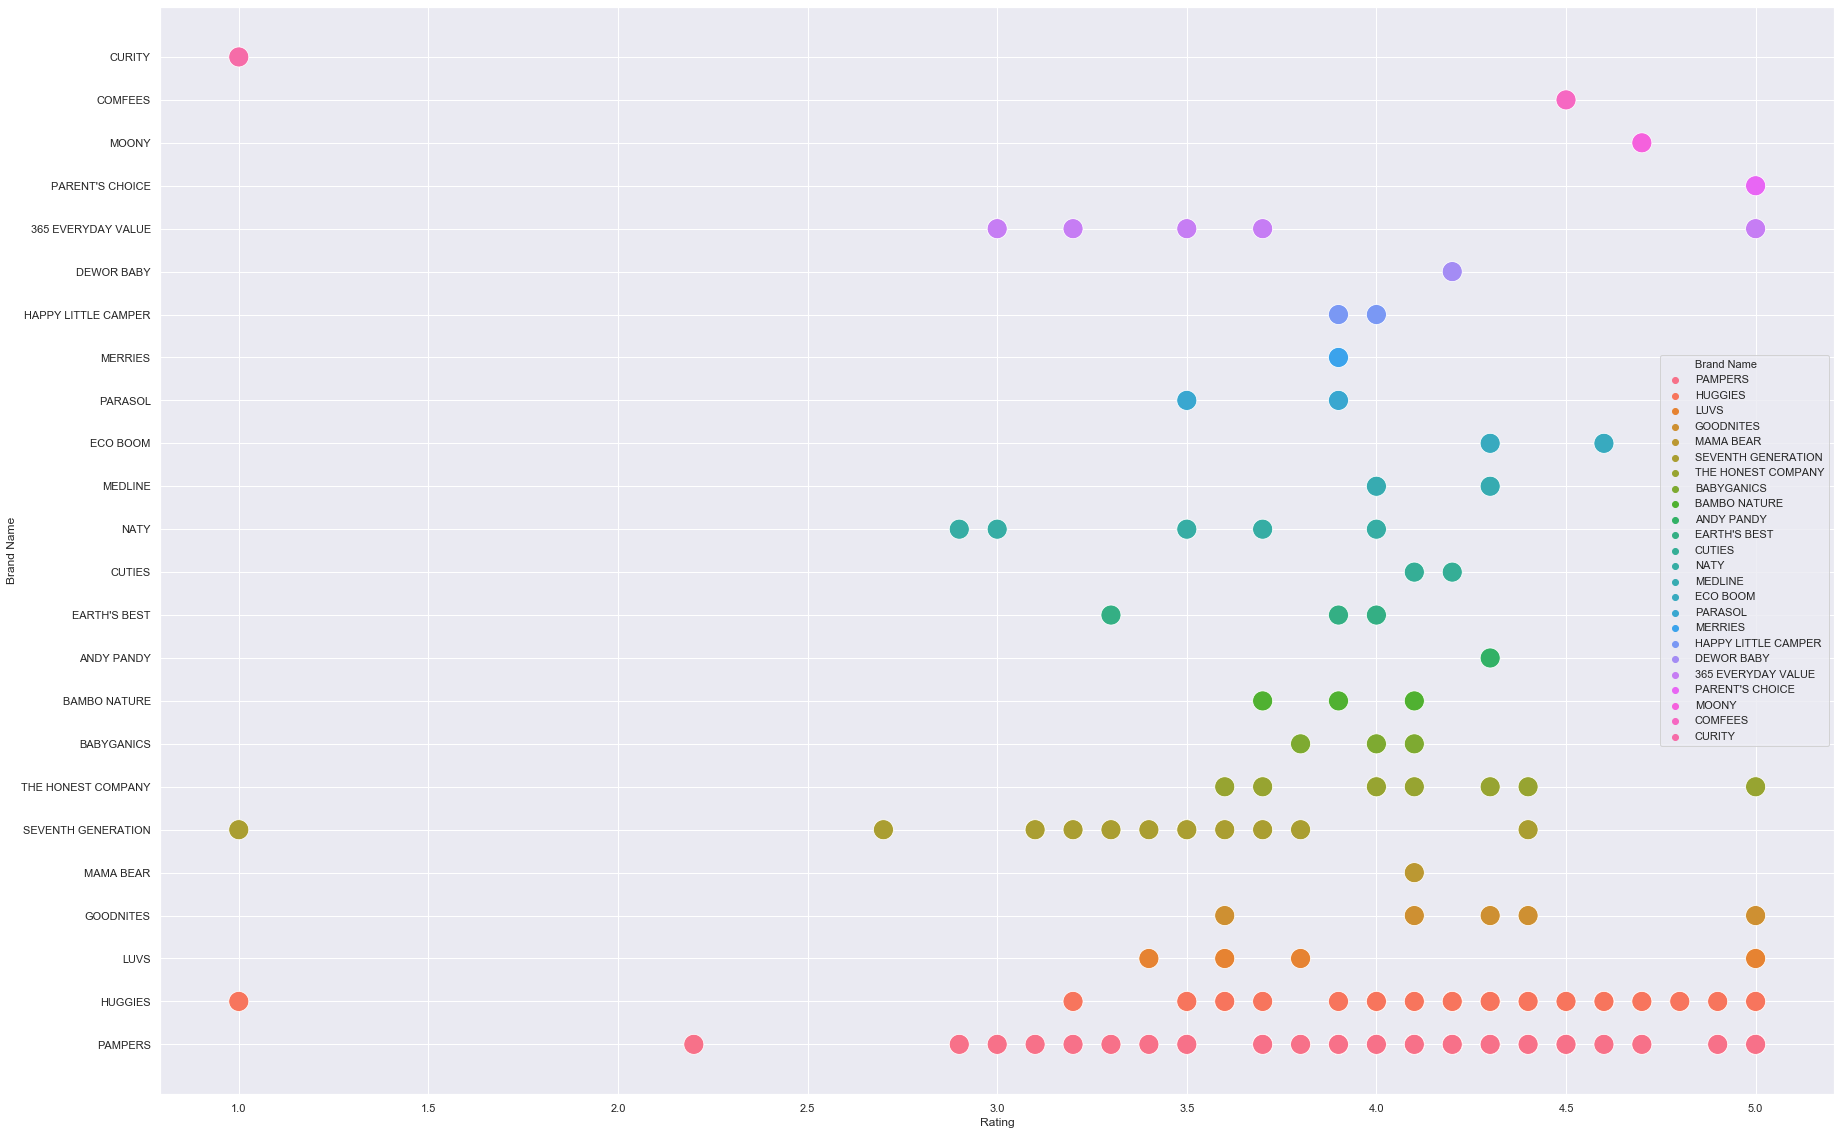 CURITY
COMFEES
MOONY
PARENT'S CHOICE
365 EVERYDAY VALUE
DEWOR BABY
HAPPY LITTLE CAMPER
MERRIES
PARASOL
ECO BOOM
MEDLINE
NATY
CUTIES
EARTH'S BEST
ANDY PANDY
BAMBO NATURE
BABYGANICS
THE HONEST COMPANY
SEVENTH GENERATION
MAMA BEAR
GOODNITES
LUVS
HUGGIES
PAMPERS
Brand Name
1.0 1.5 2.0 2.5 3.0 3.5 4.0 4.5 5.0
Rating
Brand Name
PAMPERS
HUGGIES
LUVS
GOODNITES
MAMA BEAR
SEVENTH GENERATION
THE HONEST COMPANY
BABYGANICS
BAMBO NATURE
ANDY PANDY
EARTH'S BEST
CUTIES
NATY
MEDLINE
ECO BOOM
PARASOL
MERRIES
HAPPY LITTLE CAMPER
DEWOR BABY
365 EVERYDAY VALUE
PARENT'S CHOICE
MOONY
COMFEES
CURITY